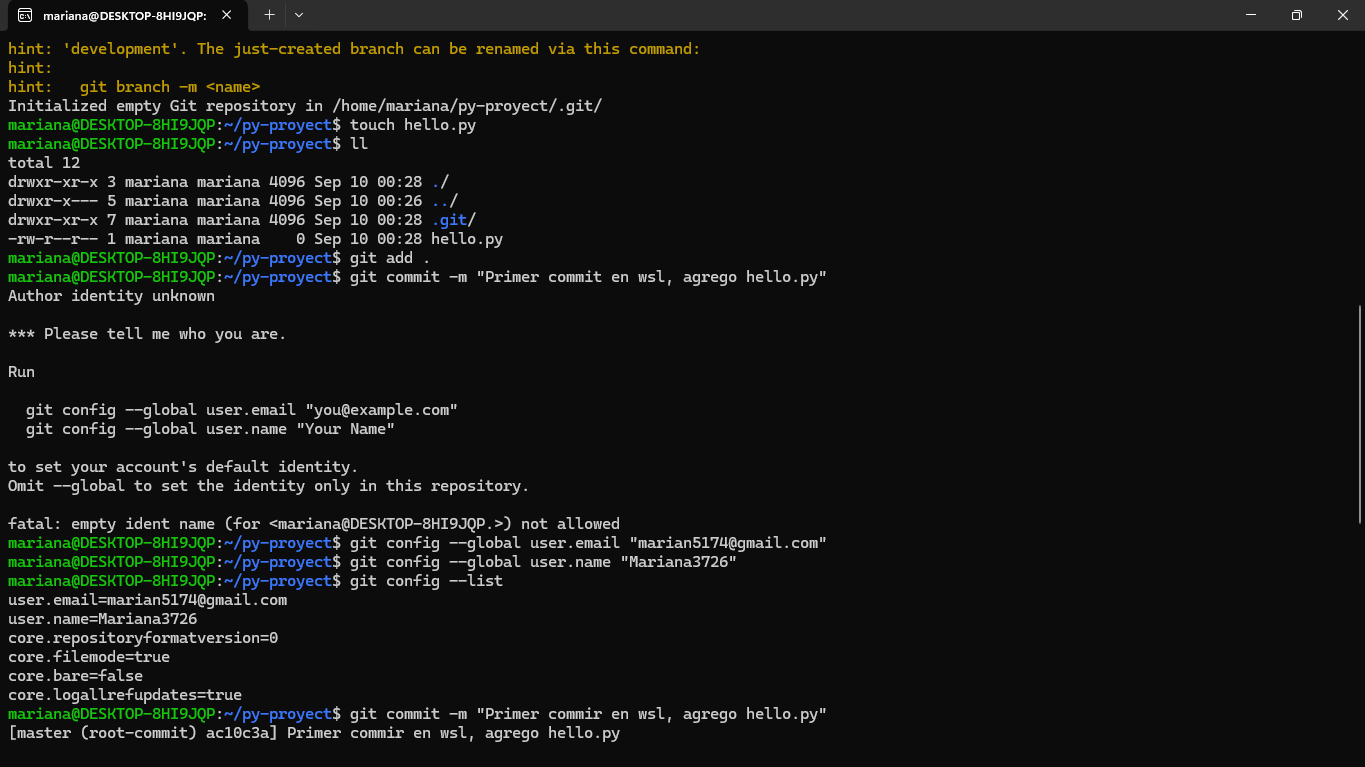 mariana@DESKTOP-8HI9JQP:
hint: 'development'. The just-created branch can be renamed via this command:
hint:
hint:   git branch -m <name>
Initialized empty Git repository in /home/mariana/py-proyect/.git/
mariana@DESKTOP-8HI9JQP:~/py-proyect$ touch hello.py
mariana@DESKTOP-8HI9JQP:~/py-proyect$ ll
total 12
drwxr-xr-x 3 mariana mariana 4096 Sep 10 00:28 ./
drwxr-x--- 5 mariana mariana 4096 Sep 10 00:26 ../
drwxr-xr-x 7 mariana mariana 4096 Sep 10 00:28 .git/
-rw-r--r-- 1 mariana mariana    0 Sep 10 00:28 hello.py
mariana@DESKTOP-8HI9JQP:~/py-proyect$ git add .
mariana@DESKTOP-8HI9JQP:~/py-proyect$ git commit -m "Primer commit en wsl, agrego hello.py"
Author identity unknown

*** Please tell me who you are.

Run

  git config --global user.email "you@example.com"
  git config --global user.name "Your Name"

to set your account's default identity.
Omit --global to set the identity only in this repository.

fatal: empty ident name (for <mariana@DESKTOP-8HI9JQP.>) not allowed
mariana@DESKTOP-8HI9JQP:~/py-proyect$ git config --global user.email "marian5174@gmail.com"
mariana@DESKTOP-8HI9JQP:~/py-proyect$ git config --global user.name "Mariana3726"
mariana@DESKTOP-8HI9JQP:~/py-proyect$ git config --list
user.email=marian5174@gmail.com
user.name=Mariana3726
core.repositoryformatversion=0
core.filemode=true
core.bare=false
core.logallrefupdates=true
mariana@DESKTOP-8HI9JQP:~/py-proyect$ git commit -m "Primer commir en wsl, agrego hello.py"
[master (root-commit) ac10c3a] Primer commir en wsl, agrego hello.py